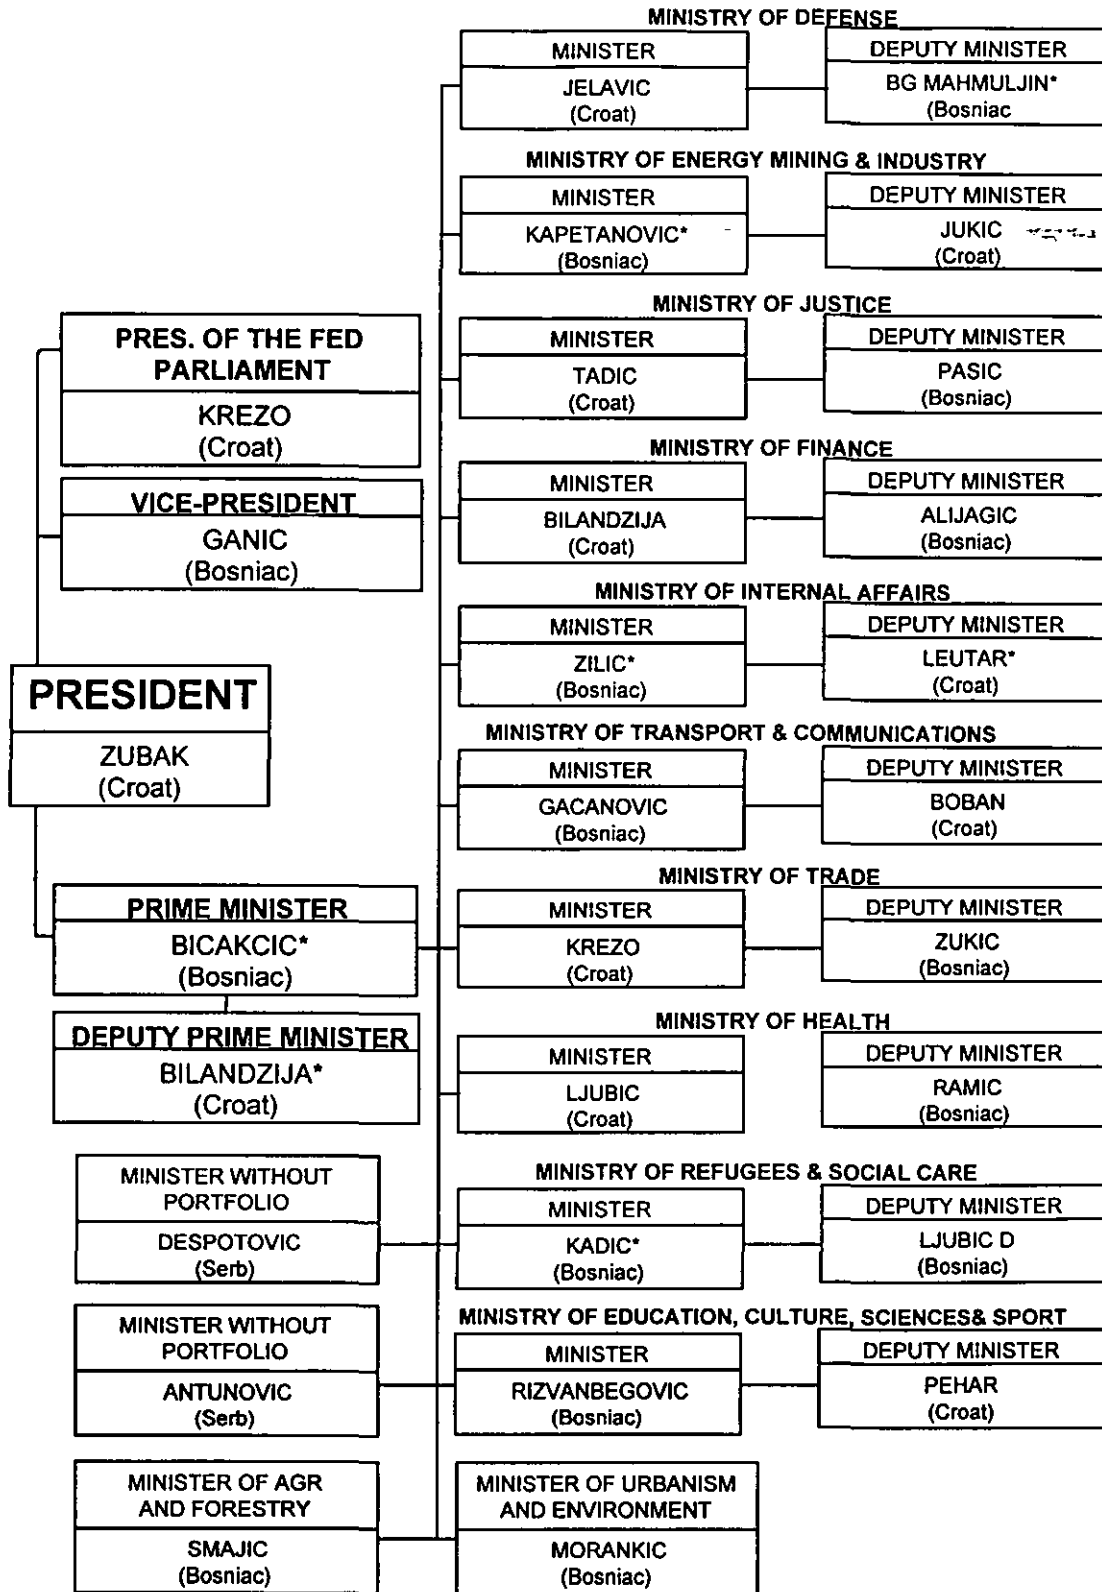 MINISTRY OF DEFENSE
MINISTER
JELAVIC
(Croat)
DEPUTY MINISTER
BG MAHMULJIN*
(Bosniac
MINISTRY OF ENERGY MINING & INDUSTRY
MINISTER
KAPETANOVIC*
(Bosniac)
DEPUTY MINISTER
JUKIC
(Croat)
MINISTRY OF JUSTICE
MINISTER
TADIC
(Croat)
DEPUTY MINISTER
PASIC
(Bosniac)
PRES. OF THE FED
PARLIAMENT
KREZO
(Croat)
MINISTRY OF FINANCE
MINISTER
BILANDZIJA
(Croat)
DEPUTY MINISTER
ALIJAGIC
(Bosniac)
VICE-PRESIDENT
GANIC
(Bosniac)
MINISTRY OF INTERNAL AFFAIRS
MINISTER
ZILIC*
(Bosniac)
DEPUTY MINISTER
LEUTAR*
(Croat)
PRESIDENT
ZUBAK
(Croat)
MINISTRY OF TRANSPORT & COMMUNICATIONS
MINISTER
GACANOVIC
(Bosniac)
DEPUTY MINISTER
BOBAN
(Croat)
PRIME MINISTER
BICAKCIC*
(Bosniac)
MINISTRY OF TRADE
MINISTER
KREZO
(Croat)
DEPUTY MINISTER
ZUKIC
(Bosniac)
DEPUTY PRIME MINISTER
BILANDZIJA*
(Croat)
MINISTRY OF HEALTH
MINISTER
LJUBIC
(Croat)
DEPUTY MINISTER
RAMIC
(Bosniac)
MINISTER WITHOUT
PORTFOLIO
DESPOTOVIC
(Serb)
MINISTRY OF REFUGEES & SOCIAL CARE
MINISTER
KADIC*
(Bosniac)
DEPUTY MINISTER
LJUBIC D
(Bosniac)
MINISTER WITHOUT
PORTFOLIO
ANTUNOVIC
(Serb)
MINISTRY OF EDUCATION, CULTURE, SCIENCES& SPORT
MINISTER
RIZVANBEGOVIC
(Bosniac)
DEPUTY MINISTER
PEHAR
(Croat)
MINISTER OF AGR
AND FORESTRY
SMAJIC
(Bosniac)
MINISTER OF URBANISM
AND ENVIRONMENT
MORANKIC
(Bosniac)